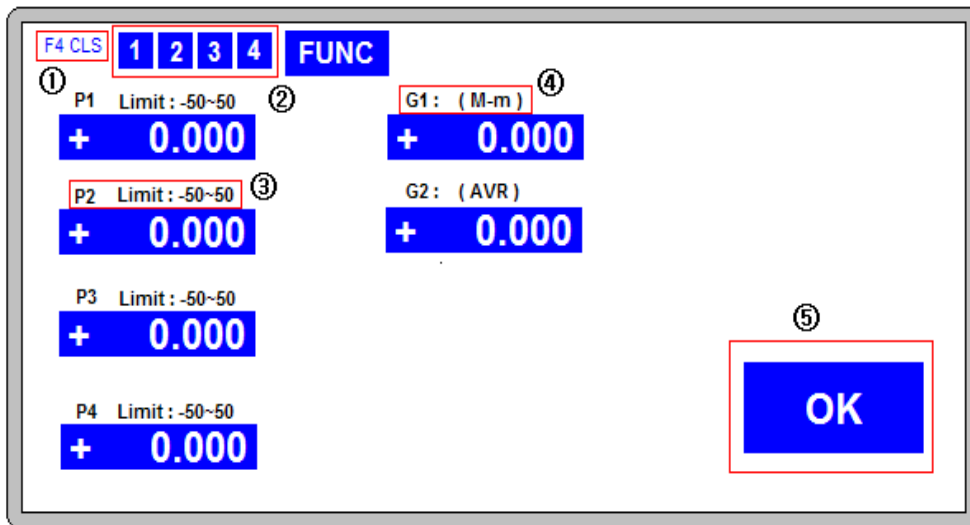 F4 CLS 1 2 3 4 FUNC
① ② ④
P1 Limit : -50~50 G1 : ( M-m )
+ 0.000 + 0.000
P2 Limit : -50~50 ③ G2 : ( AVR )
+ 0.000 + 0.000
P3 Limit : -50~50
+ 0.000
⑤
OK
P4 Limit : -50~50
+ 0.000